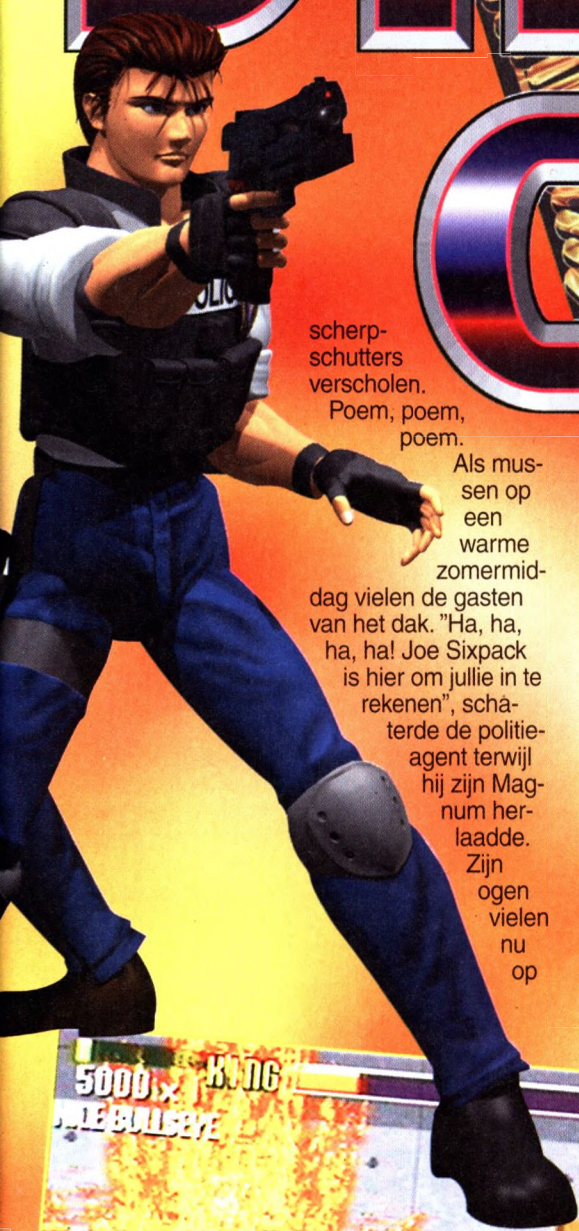 POLIC
scherp-
schutters
verscholen.
Poem, poem,
poem.
Als mus-
sen op
een
warme
zomermid-
dag vielen de gasten
van het dak. ”Ha, ha,
ha, ha! Joe Sixpack
is hier om jullie in te
rekenen”, scha-
terde de politie-
agent terwijl
hij zijn Mag-
num her-
laadde.
Zijn
ogen
vielen
nu
op
5000 x 1 KING
BULLSEYE